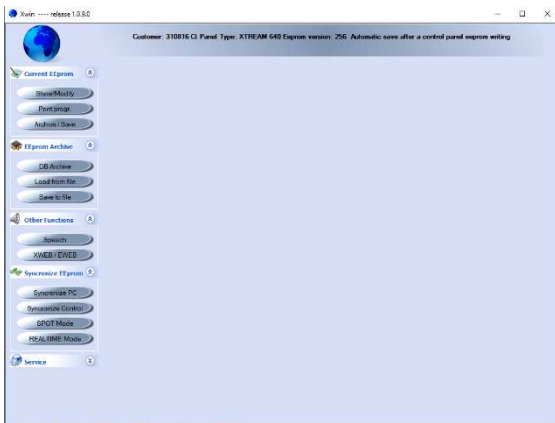 Xwin ---- release 1.0.9.0
Customer: 310816 CL Panel Type: XTREAM 640 Eeprom version: 256 Automatic save after a control panel eeprom writing
Current EEprom
Show/Modify
Print progr.
Archive / Save
EEprom Archive
DB Archive
Load from file
Save to file
Other Functions
Speech
XWEB / EWEB
Syncronize EEprom
Syncronize PC
Syncronize Control
SPOT Mode
REALTIME Mode
Service